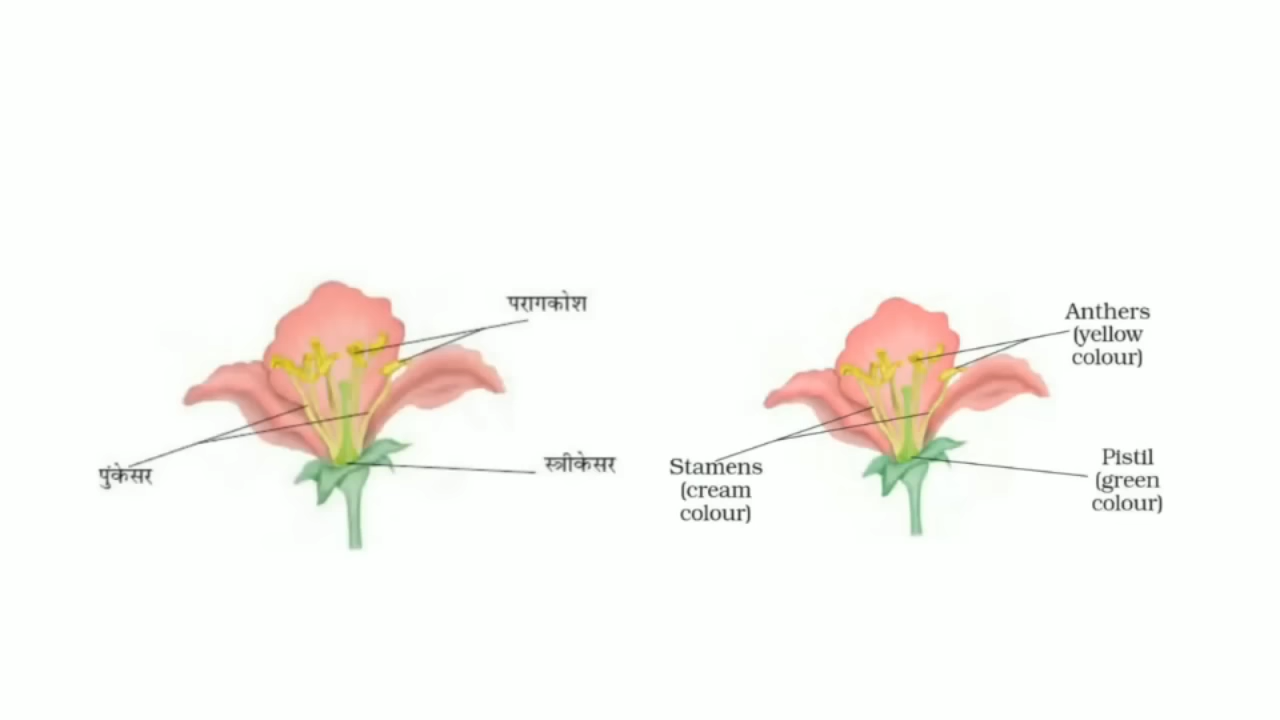 परागकोश
पुंकेसर
स्त्रीकेसर
Anthers
(yellow
colour)
Stamens
(cream
colour)
Pistil
(green
colour)